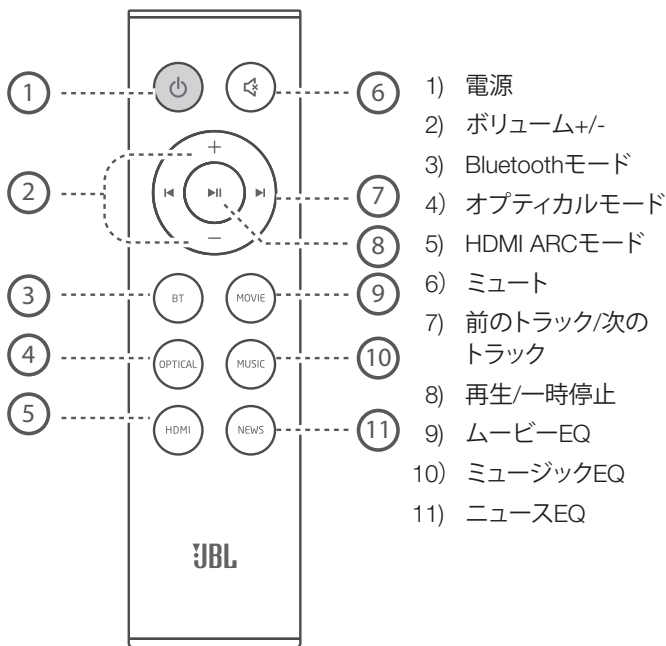 1
2
3
4
5
6
7
8
9
10
11
BT
MOVIE
OPTICAL
MUSIC
HDMI
NEWS
JBL
1) 電源
2) ボリューム+/-
3) Bluetoothモード
4) オプティカルモード
5) HDMI ARCモード
6) ミュート
7) 前のトラック/次の
トラック
8) 再生/一時停止
9) ムービーEQ
10) ミュージックEQ
11) ニュースEQ